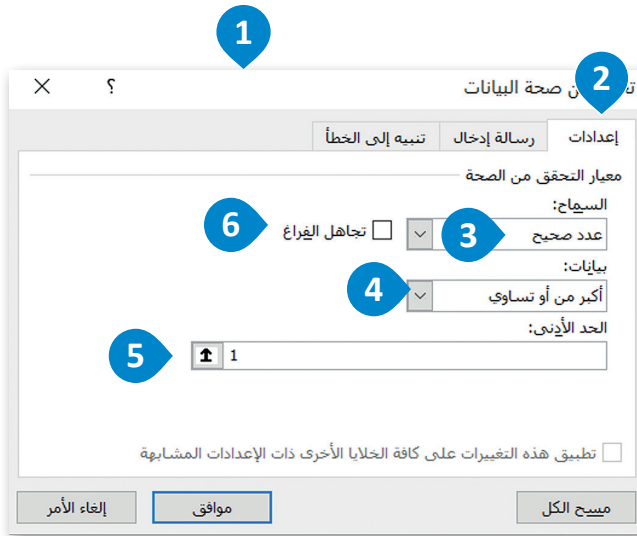 1
2
ن صحة البيانات ؟
إعدادات رسالة إدخال تنبيه إلى الخطأ
معيار التحقق من الصحة
السماح:
عدد صحيح 3 تجاهل الفراغ 6
بيانات:
أكبر من أو تساوي 4
الحد الأدنى:
1 5
تطبيق هذه التغييرات على كافة الخلايا الأخرى ذات الإعدادات المشابهة
مسح الكل موافق إلغاء الأمر